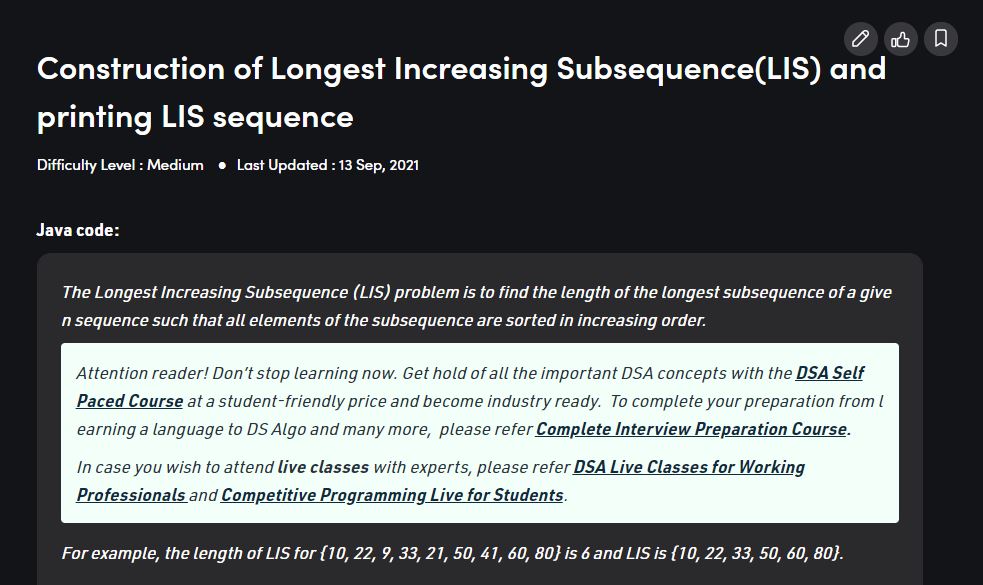 Construction of Longest Increasing Subsequence(LIS) and
printing LIS sequence
Difficulty Level : Medium ● Last Updated : 13 Sep, 2021
Java code:
The Longest Increasing Subsequence (LIS) problem is to find the length of the longest subsequence of a give
n sequence such that all elements of the subsequence are sorted in increasing order.
Attention reader! Don't stop learning now. Get hold of all the important DSA concepts with the DSA Self
Paced Course at a student-friendly price and become industry ready.  To complete your preparation from l
earning a language to DS Algo and many more,  please refer Complete Interview Preparation Course.
In case you wish to attend live classes with experts, please refer DSA Live Classes for Working
Professionals and Competitive Programming Live for Students.
For example, the length of LIS for {10, 22, 9, 33, 21, 50, 41, 60, 80} is 6 and LIS is {10, 22, 33, 50, 60, 80}.